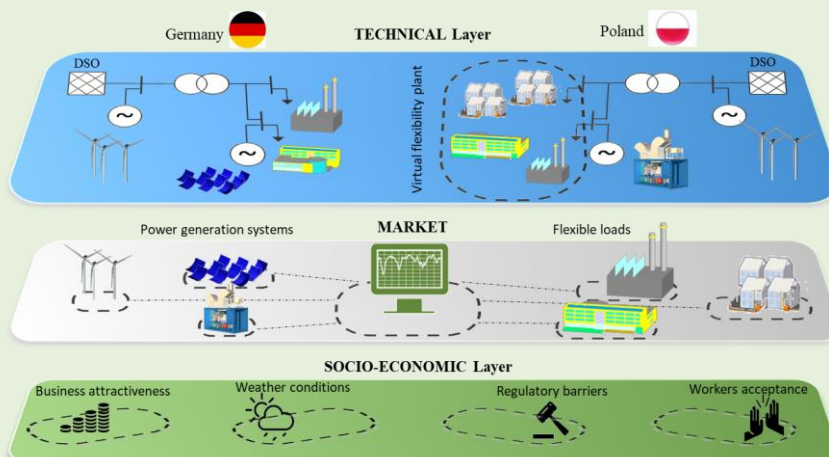 Germany
TECHNICAL Layer
Poland
DSO
DSO
Virtual flexibility plant
~
~
~
~
MARKET
Power generation systems
Flexible loads
SOCIO-ECONOMIC Layer
Business attractiveness
Weather conditions
Regulatory barriers
Workers acceptance